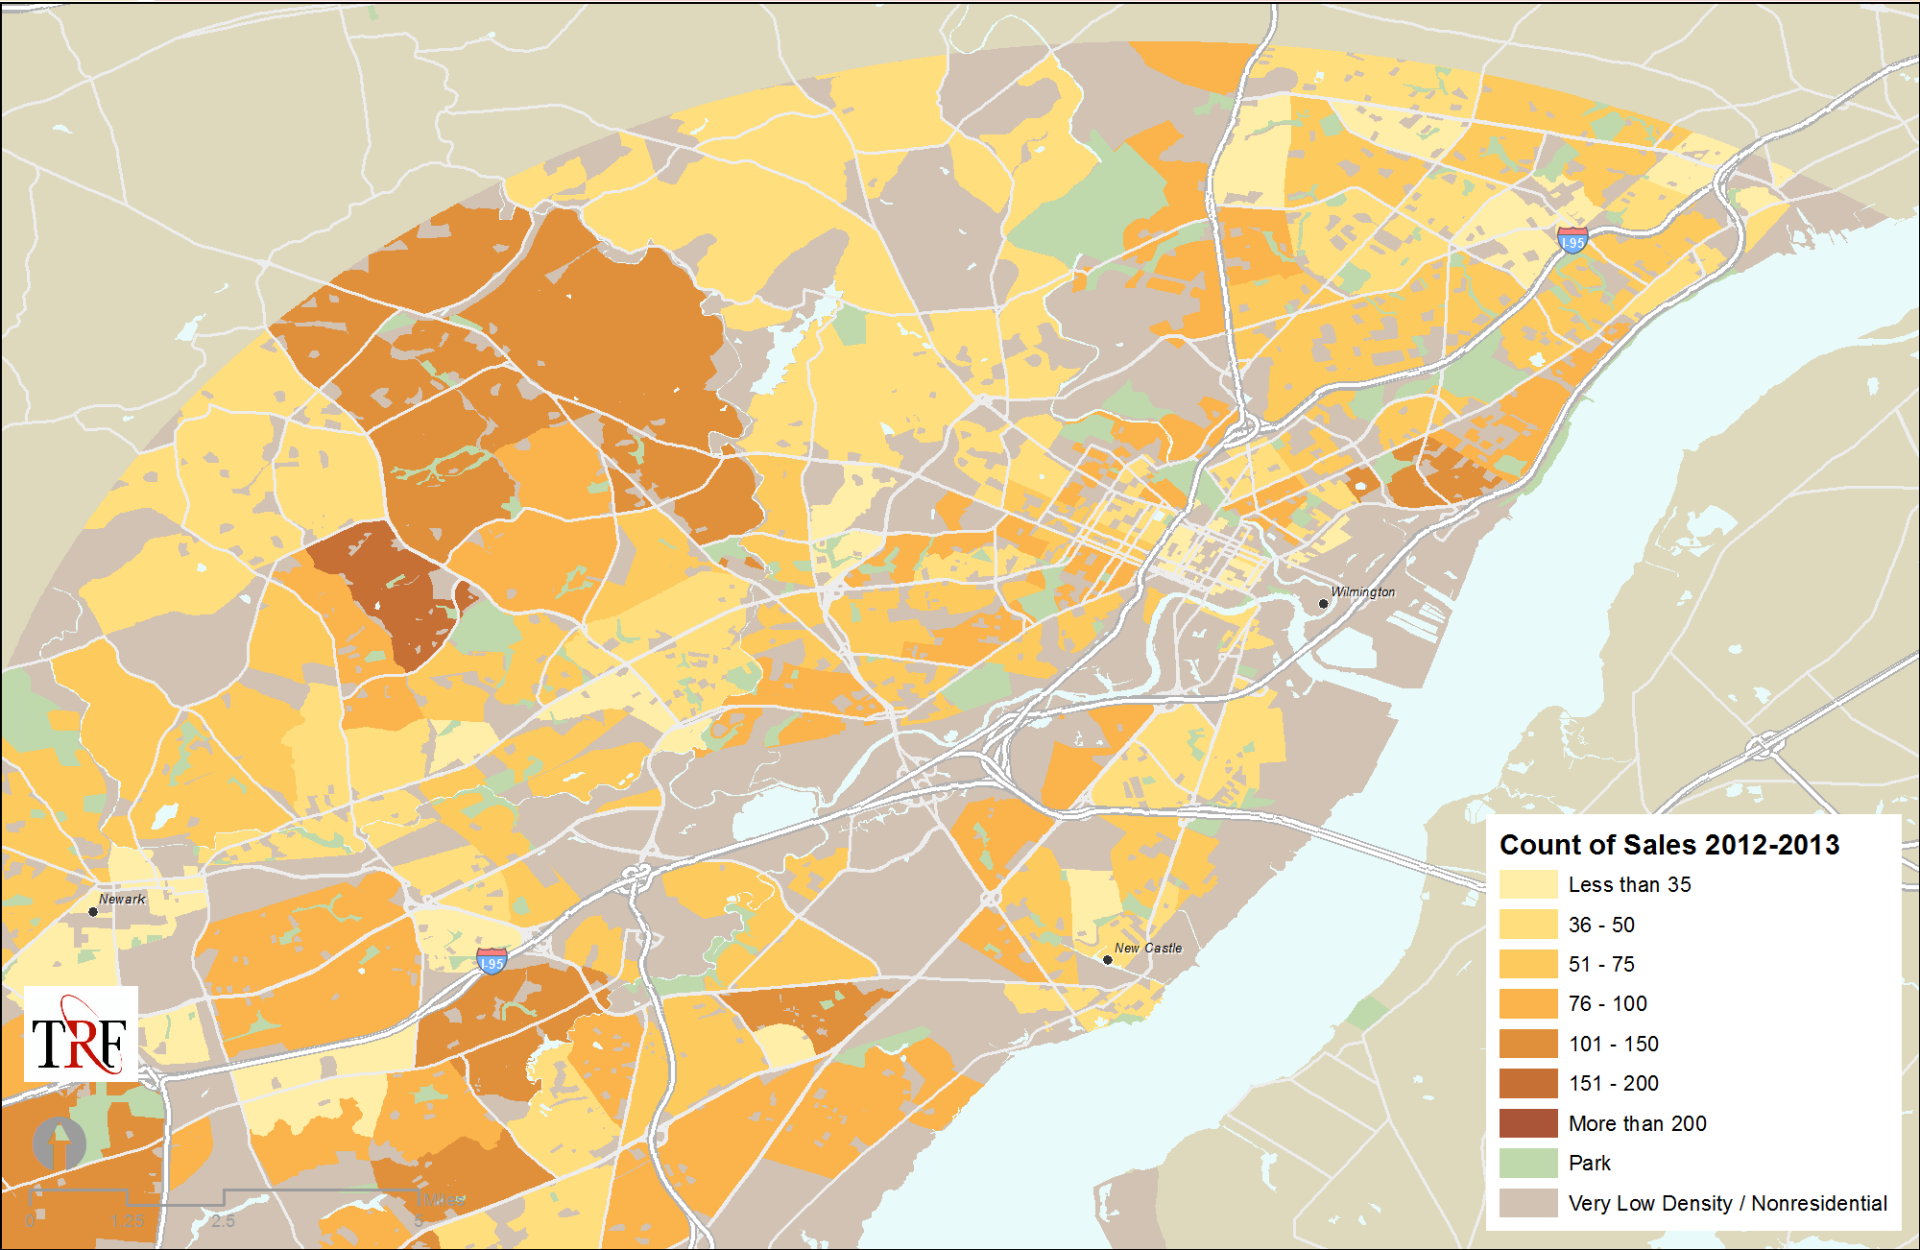 I-95
Wilmington
Count of Sales 2012-2013
Less than 35
36 - 50
51 - 75
76 - 100
101 - 150
151 - 200
More than 200
Park
Very Low Density / Nonresidential
Newark
New Castle
I-95
TRF
Miles
0 1.25 2.5 5